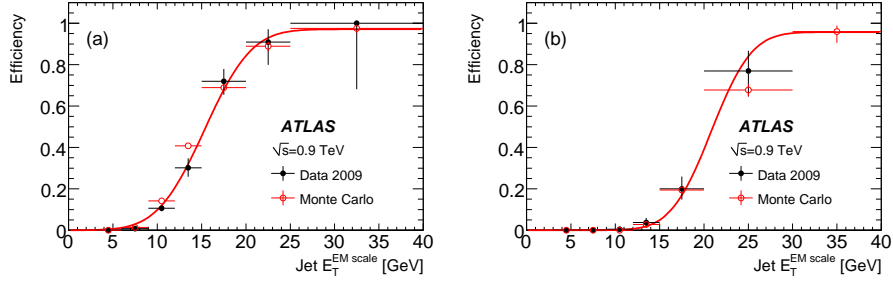 Efficiency
1
0.8
0.6
0.4
0.2
0
(a)
ATLAS
√s=0.9 TeV
Data 2009
Monte Carlo
0 5 10 15 20 25 30 35 40
Jet E_T^EM scale [GeV]
Efficiency
1
0.8
0.6
0.4
0.2
0
(b)
ATLAS
√s=0.9 TeV
Data 2009
Monte Carlo
0 5 10 15 20 25 30 35 40
Jet E_T^EM scale [GeV]